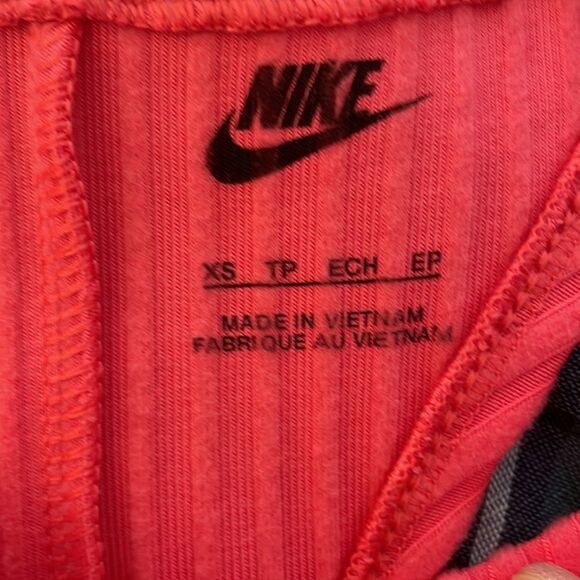 NIKE
XS TP ECH EP
MADE IN VIETNAM
FABRIQUE AU VIETNAM